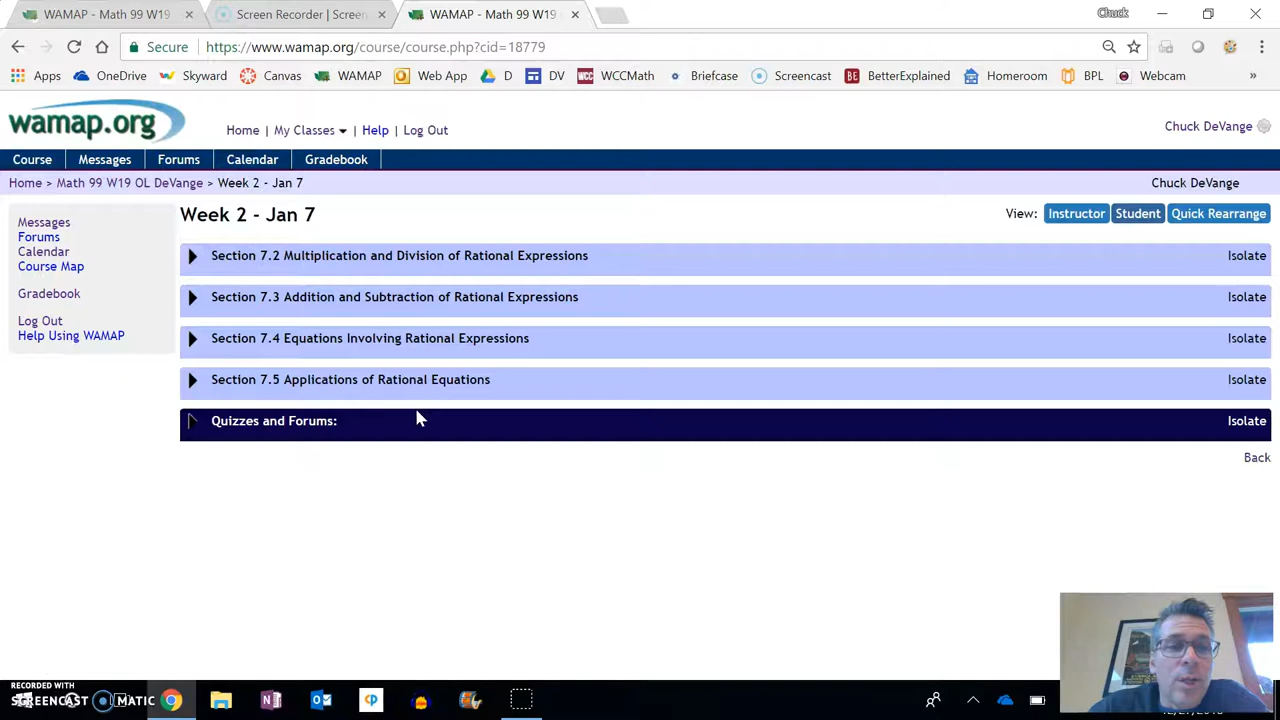 WAMAP - Math 99 W19
Screen Recorder | Screen
WAMAP - Math 99 W19
Chuck
Secure
https://www.wamap.org/course/course.php?cid=18779
Apps
OneDrive
Skyward
Canvas
WAMAP
Web App
D
DV
WCCMath
Briefcase
Screencast
BetterExplained
Homeroom
BPL
Webcam
»
wamap.org
Home | My Classes | Help | Log Out
Chuck DeVange
Course
Messages
Forums
Calendar
Gradebook
Home > Math 99 W19 OL DeVange > Week 2 - Jan 7
Chuck DeVange
Messages
Forums
Calendar
Course Map
Gradebook
Log Out
Help Using WAMAP
Week 2 - Jan 7
View:
Instructor
Student
Quick Rearrange
Section 7.2 Multiplication and Division of Rational Expressions
Isolate
Section 7.3 Addition and Subtraction of Rational Expressions
Isolate
Section 7.4 Equations Involving Rational Expressions
Isolate
Section 7.5 Applications of Rational Equations
Isolate
Quizzes and Forums:
Isolate
Back
RECORDED WITH
SCREENCAST MATIC